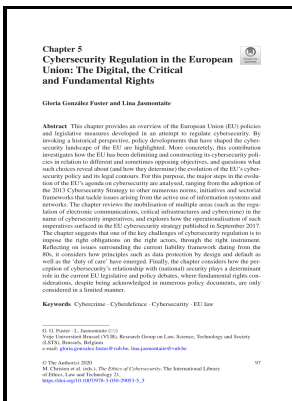 Chapter 5
Cybersecurity Regulation in the European
Union: The Digital, the Critical
and Fundamental Rights
Gloria González Fuster and Lina Jasmontaite
Abstract This chapter provides an overview of the European Union (EU) policies
and legislative measures developed in an attempt to regulate cybersecurity. By
invoking a historical perspective, policy developments that have shaped the cyber-
security landscape of the EU are highlighted. More concretely, this contribution
investigates how the EU has been defining and constructing its cybersecurity poli-
cies in relation to different and sometimes opposing objectives, and questions what
such choices reveal about (and how they determine) the evolution of the EU's cyber-
security policy and its legal contours. For this purpose, the major steps in the evolu-
tion of the EU's agenda on cybersecurity are analysed, ranging from the adoption of
the 2013 Cybersecurity Strategy to other numerous norms, initiatives and sectorial
frameworks that tackle issues arising from the active use of information systems and
networks. The chapter reviews the mobilisation of multiple areas (such as the regu-
lation of electronic communications, critical infrastructures and cybercrime) in the
name of cybersecurity imperatives, and explores how the operationalisation of such
imperatives surfaced in the EU cybersecurity strategy published September 2017.
The chapter suggests that one of the key challenges of cybersecurity regulation is to
impose the right obligations on the right actors, through the right instrument.
Reflecting on issues surrounding the current liability framework dating from the
80s, it considers how principles such as data protection by design and default as
well as the 'duty of care' have emerged. Finally, the chapter considers how the per-
ception of cybersecurity's relationship with (national) security plays a determinant
role in the current EU legislative and policy debates, where fundamental rights con-
siderations, despite being acknowledged in numerous policy documents, are only
considered in a limited manner.
Keywords Cybercrime · Cyberdefence · Cybersecurity · EU law
G. G. Fuster · L. Jasmontaite
Vrije Universiteit Brussel (VUB), Research Group on Law, Science, Technology and Society
(LSTS), Brussels, Belgium
e-mail: gloria.gonzalez.fuster@vub.be; lina.jasmontaite@vub.be
© The Author(s) 2020 97
M. Christen et al. (eds.), The Ethics of Cybersecurity, The International Library
of Ethics, Law and Technology 21,
https://doi.org/10.1007/978-3-030-29053-5_5